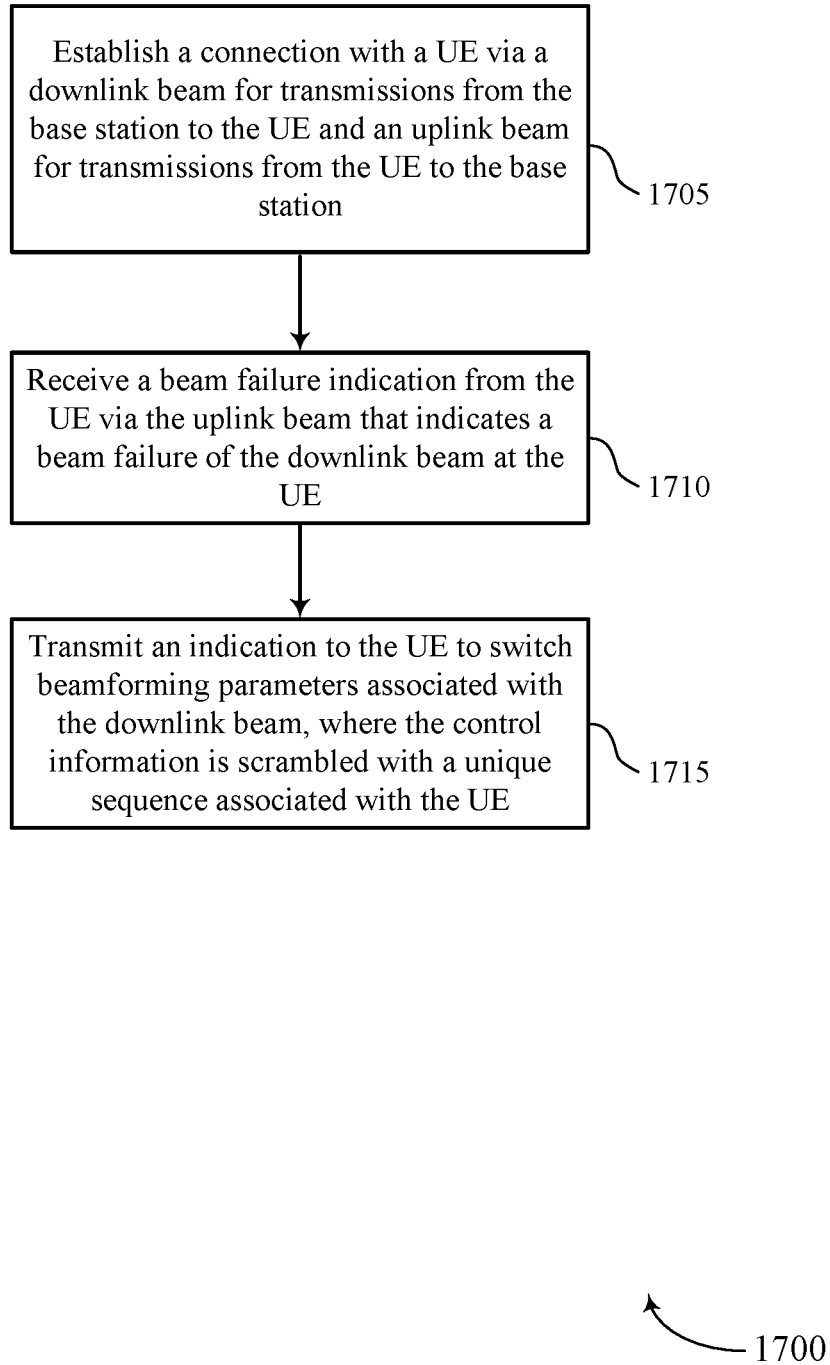 Establish a connection with a UE via a
downlink beam for transmissions from the
base station to the UE and an uplink beam
for transmissions from the UE to the base
station
1705
Receive a beam failure indication from the
UE via the uplink beam that indicates a
beam failure of the downlink beam at the
UE
1710
Transmit an indication to the UE to switch
beamforming parameters associated with
the downlink beam, where the control
information is scrambled with a unique
sequence associated with the UE
1715
1700